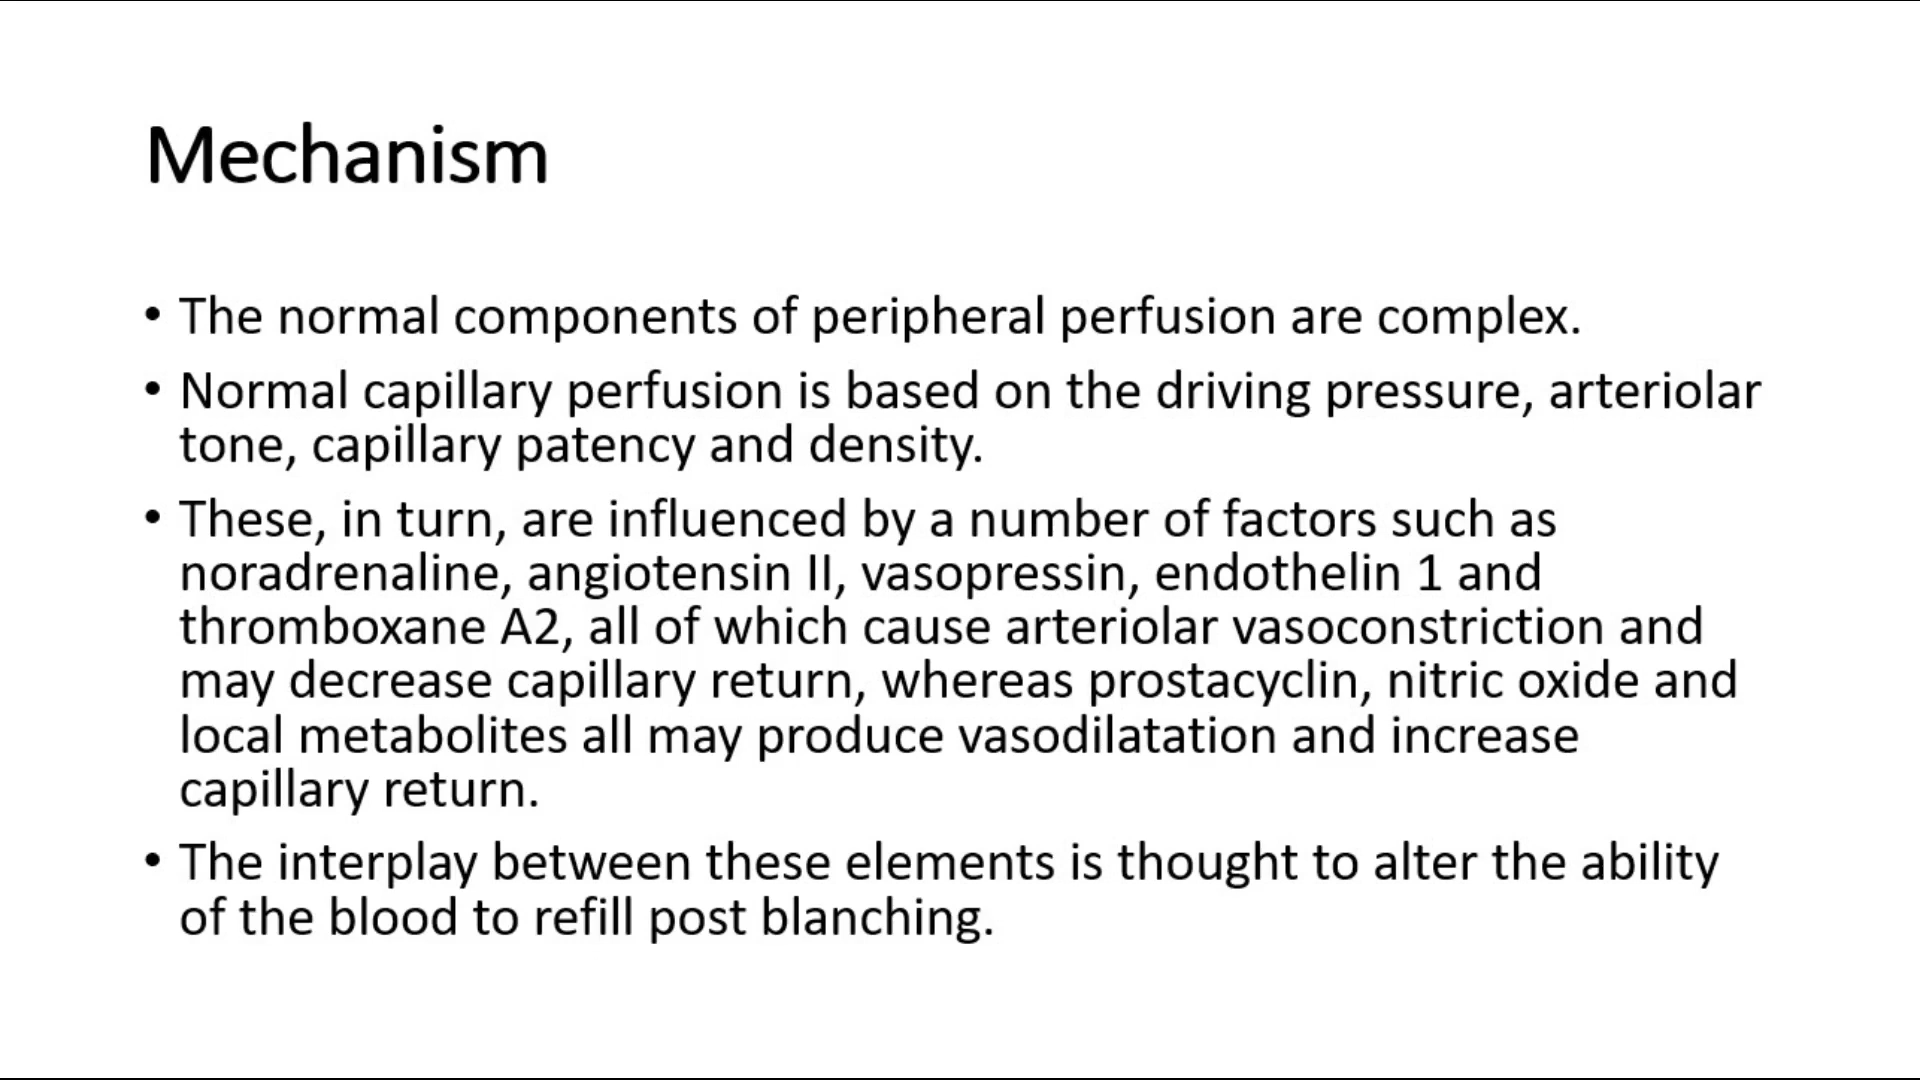 Mechanism
• The normal components of peripheral perfusion are complex.
• Normal capillary perfusion is based on the driving pressure, arteriolar
tone, capillary patency and density.
• These, in turn, are influenced by a number of factors such as
noradrenaline, angiotensin II, vasopressin, endothelin 1 and
thromboxane A2, all of which cause arteriolar vasoconstriction and
may decrease capillary return, whereas prostacyclin, nitric oxide and
local metabolites all may produce vasodilatation and increase
capillary return.
• The interplay between these elements is thought to alter the ability
of the blood to refill post blanching.